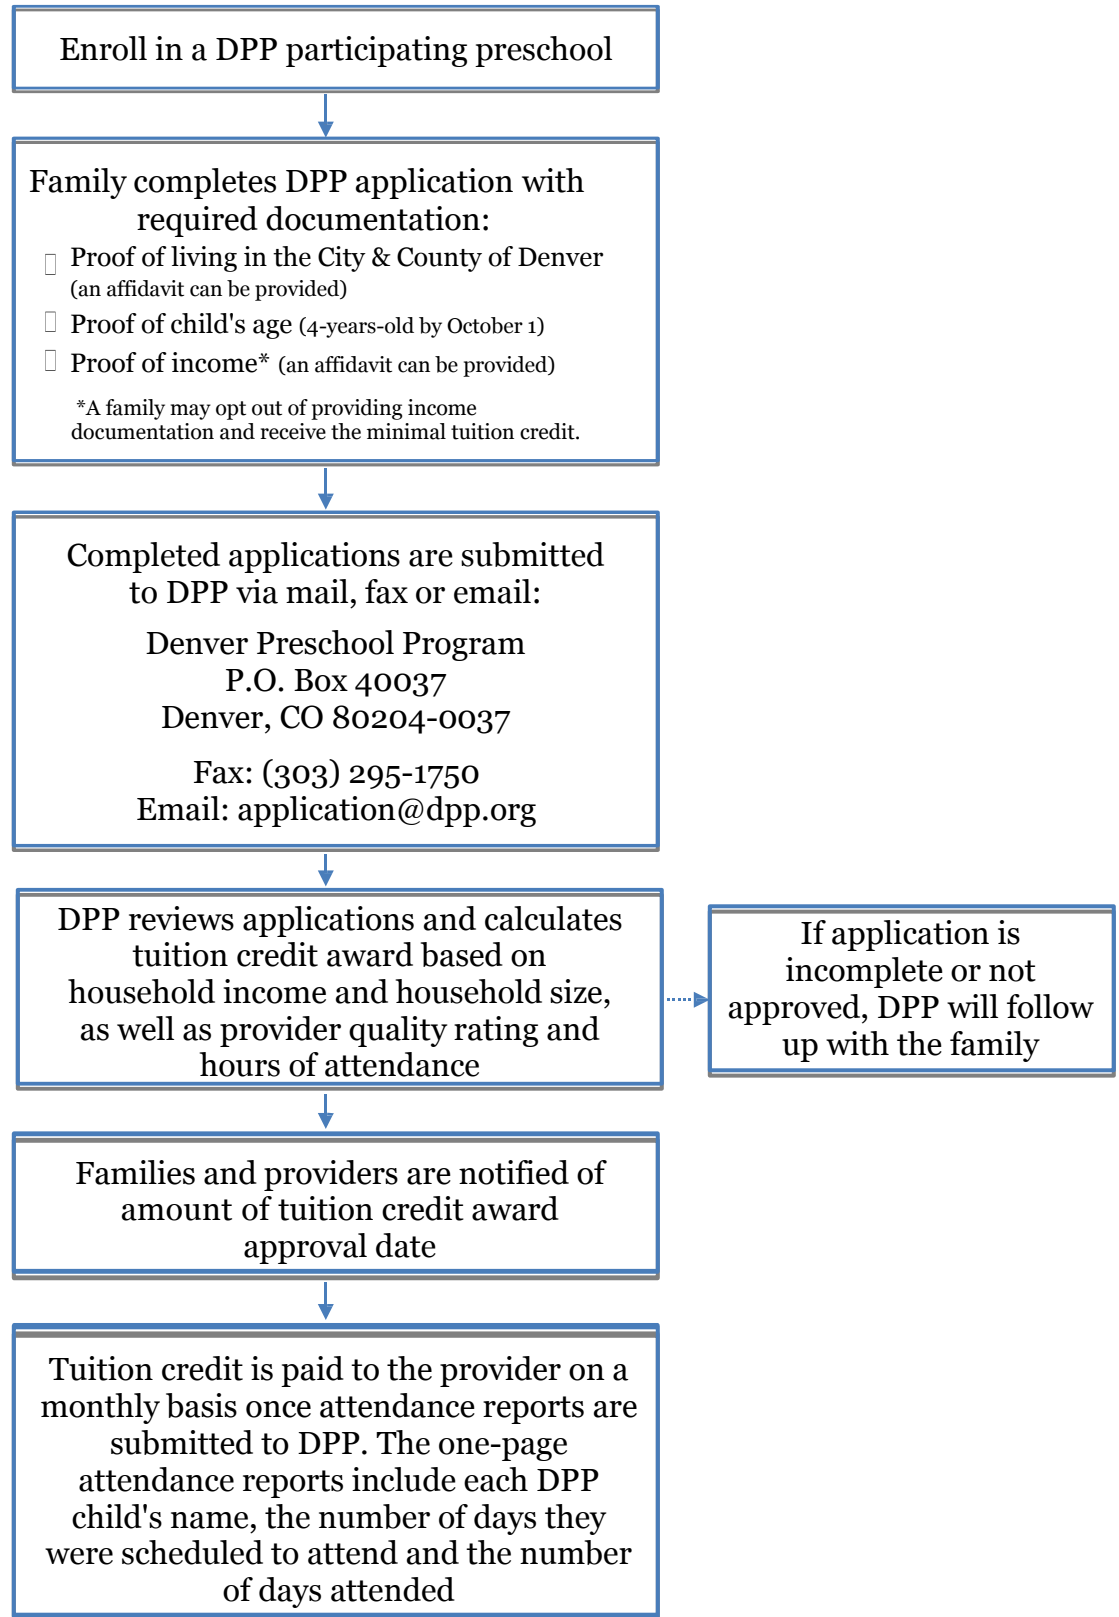 Enroll in a DPP participating preschool
Family completes DPP application with
required documentation:
Proof of living in the City & County of Denver
(an affidavit can be provided)
Proof of child's age (4-years-old by October 1)
Proof of income* (an affidavit can be provided)
*A family may opt out of providing income
documentation and receive the minimal tuition credit.
Completed applications are submitted
to DPP via mail, fax or email:
Denver Preschool Program
P.O. Box 40037
Denver, CO 80204-0037
Fax: (303) 295-1750
Email: application@dpp.org
DPP reviews applications and calculates
tuition credit award based on
household income and household size,
as well as provider quality rating and
hours of attendance
If application is
incomplete or not
approved, DPP will follow
up with the family
Families and providers are notified of
amount of tuition credit award
approval date
Tuition credit is paid to the provider on a
monthly basis once attendance reports are
submitted to DPP. The one-page
attendance reports include each DPP
child's name, the number of days they
were scheduled to attend and the number
of days attended